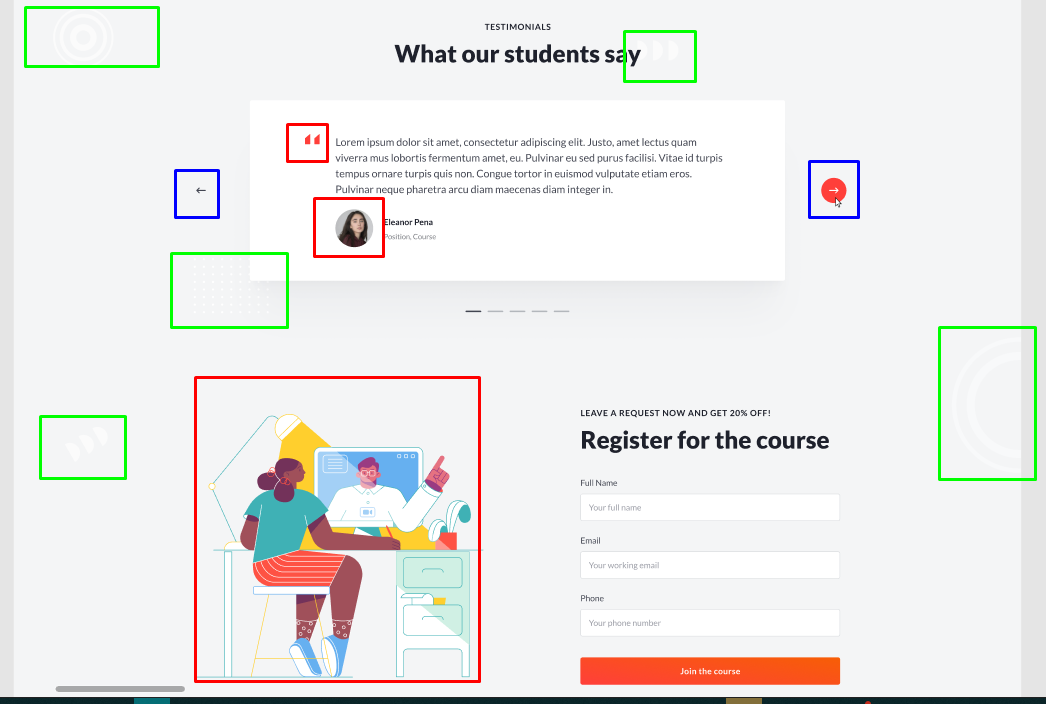 TESTIMONIALS
What our students say
“
Lorem ipsum dolor sit amet, consectetur adipiscing elit. Justo, amet lectus quam
viverra mus lobortis fermentum amet, eu. Pulvinar eu sed purus facilisi. Vitae id turpis
tempus ornare turpis quis non. Congue tortor in euismod vulputate etiam eros.
Pulvinar neque pharetra arcu diam maecenas diam integer in.
Eleanor Pena
Position, Course
LEAVE A REQUEST NOW AND GET 20% OFF!
Register for the course
Full Name
Your full name
Email
Your working email
Phone
Your phone number
Join the course